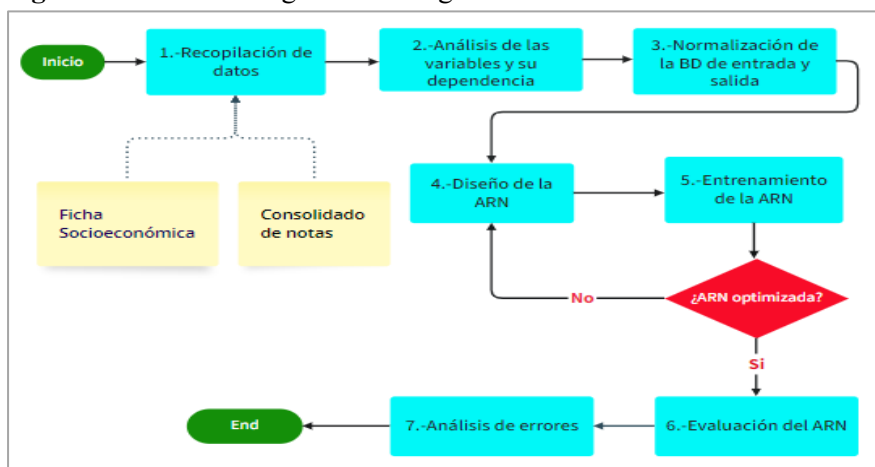 Inicio
1.-Recopilación de
datos
2.-Análisis de las
variables y su
dependencia
3.-Normalización de
la BD de entrada y
salida
4.-Diseño de la
ARN
5.-Entrenamiento
de la ARN
Ficha
Socioeconómica
Consolidado
de notas
¿ARN optimizada?
No
Si
6.-Evaluación del ARN
7.-Análisis de errores
End